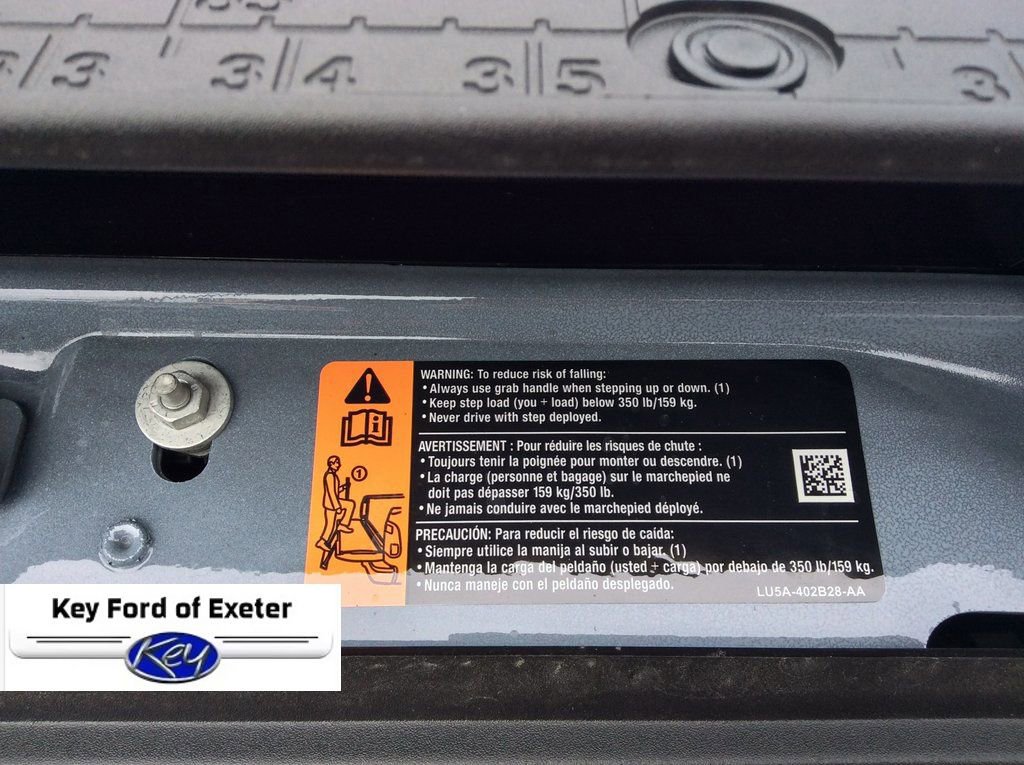 3 3|4 3|5 3
WARNING: To reduce risk of falling:
• Always use grab handle when stepping up or down. (1)
• Keep step load (you + load) below 350 lb/159 kg.
• Never drive with step deployed.
AVERTISSEMENT : Pour réduire les risques de chute :
• Toujours tenir la poignée pour monter ou descendre. (1)
• La charge (personne et bagage) sur le marchepied ne
doit pas dépasser 159 kg/350 lb.
• Ne jamais conduire avec le marchepied déployé.
PRECAUCIÓN: Para reducir el riesgo de caída:
• Siempre utilice la manija al subir o bajar. (1)
• Mantenga la carga del peldaño (usted + carga) por debajo de 350 lb/159 kg.
• Nunca maneje con el peldaño desplegado.
LU5A-402B28-AA
1
Key Ford of Exeter
Key